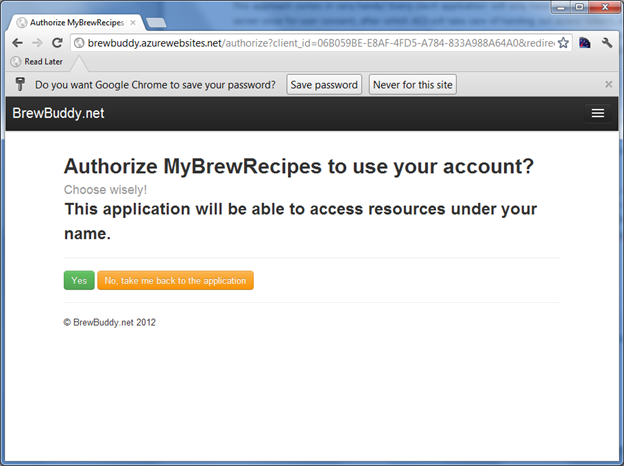 Authorize MyBrewRecipes
brewbuddy.azurewebsites.net/authorize?client_id=06B059BE-E8AF-4FD5-A784-833A988A64A0&redire
Read Later
Do you want Google Chrome to save your password? Save password Never for this site
BrewBuddy.net
Authorize MyBrewRecipes to use your account?
Choose wisely!
This application will be able to access resources under your
name.
Yes No, take me back to the application
© BrewBuddy.net 2012